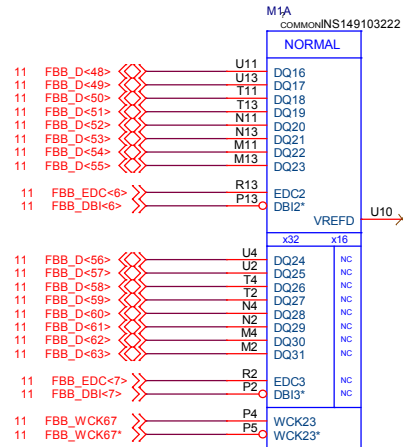 M1A
COMMON INS149103222
NORMAL
11 FBB_D<48> U11 DQ16
11 FBB_D<49> U13 DQ17
11 FBB_D<50> T11 DQ18
11 FBB_D<51> T13 DQ19
11 FBB_D<52> N11 DQ20
11 FBB_D<53> N13 DQ21
11 FBB_D<54> M11 DQ22
11 FBB_D<55> M13 DQ23
11 FBB_EDC<6> R13 EDC2
11 FBB_DBI<6> P13 DBI2*
VREFD U10
x32 x16
11 FBB_D<56> U4 DQ24 NC
11 FBB_D<57> U2 DQ25 NC
11 FBB_D<58> T4 DQ26 NC
11 FBB_D<59> T2 DQ27 NC
11 FBB_D<60> N4 DQ28 NC
11 FBB_D<61> N2 DQ29 NC
11 FBB_D<62> M4 DQ30 NC
11 FBB_D<63> M2 DQ31 NC
11 FBB_EDC<7> R2 EDC3 NC
11 FBB_DBI<7> P2 DBI3* NC
11 FBB_WCK67 P4 WCK23
11 FBB_WCK67* P5 WCK23*